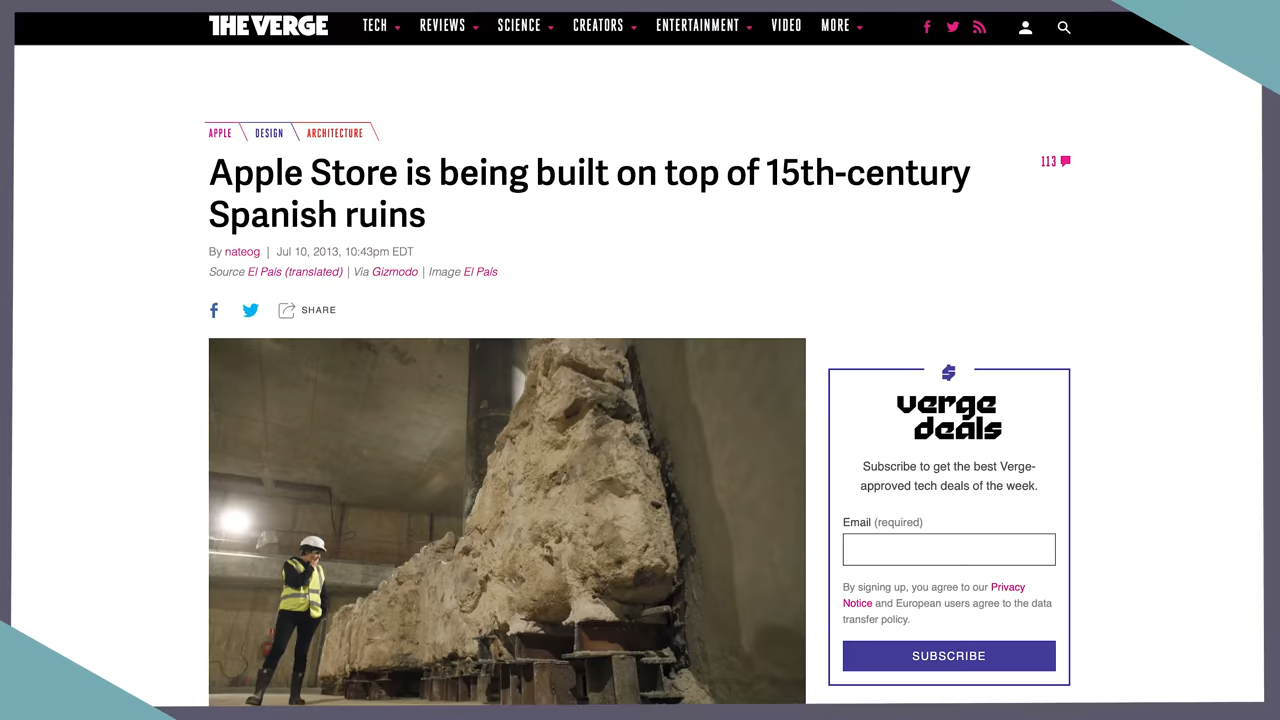 THE VERGE
TECH REVIEWS SCIENCE CREATORS ENTERTAINMENT VIDEO MORE
APPLE DESIGN ARCHITECTURE
Apple Store is being built on top of 15th-century
Spanish ruins
113
By nateog | Jul 10, 2013, 10:43pm EDT
Source El País (translated) | Via Gizmodo | Image El País
SHARE
verge
deals
Subscribe to get the best Verge-
approved tech deals of the week.
Email (required)
By signing up, you agree to our Privacy
Notice and European users agree to the data
transfer policy.
SUBSCRIBE